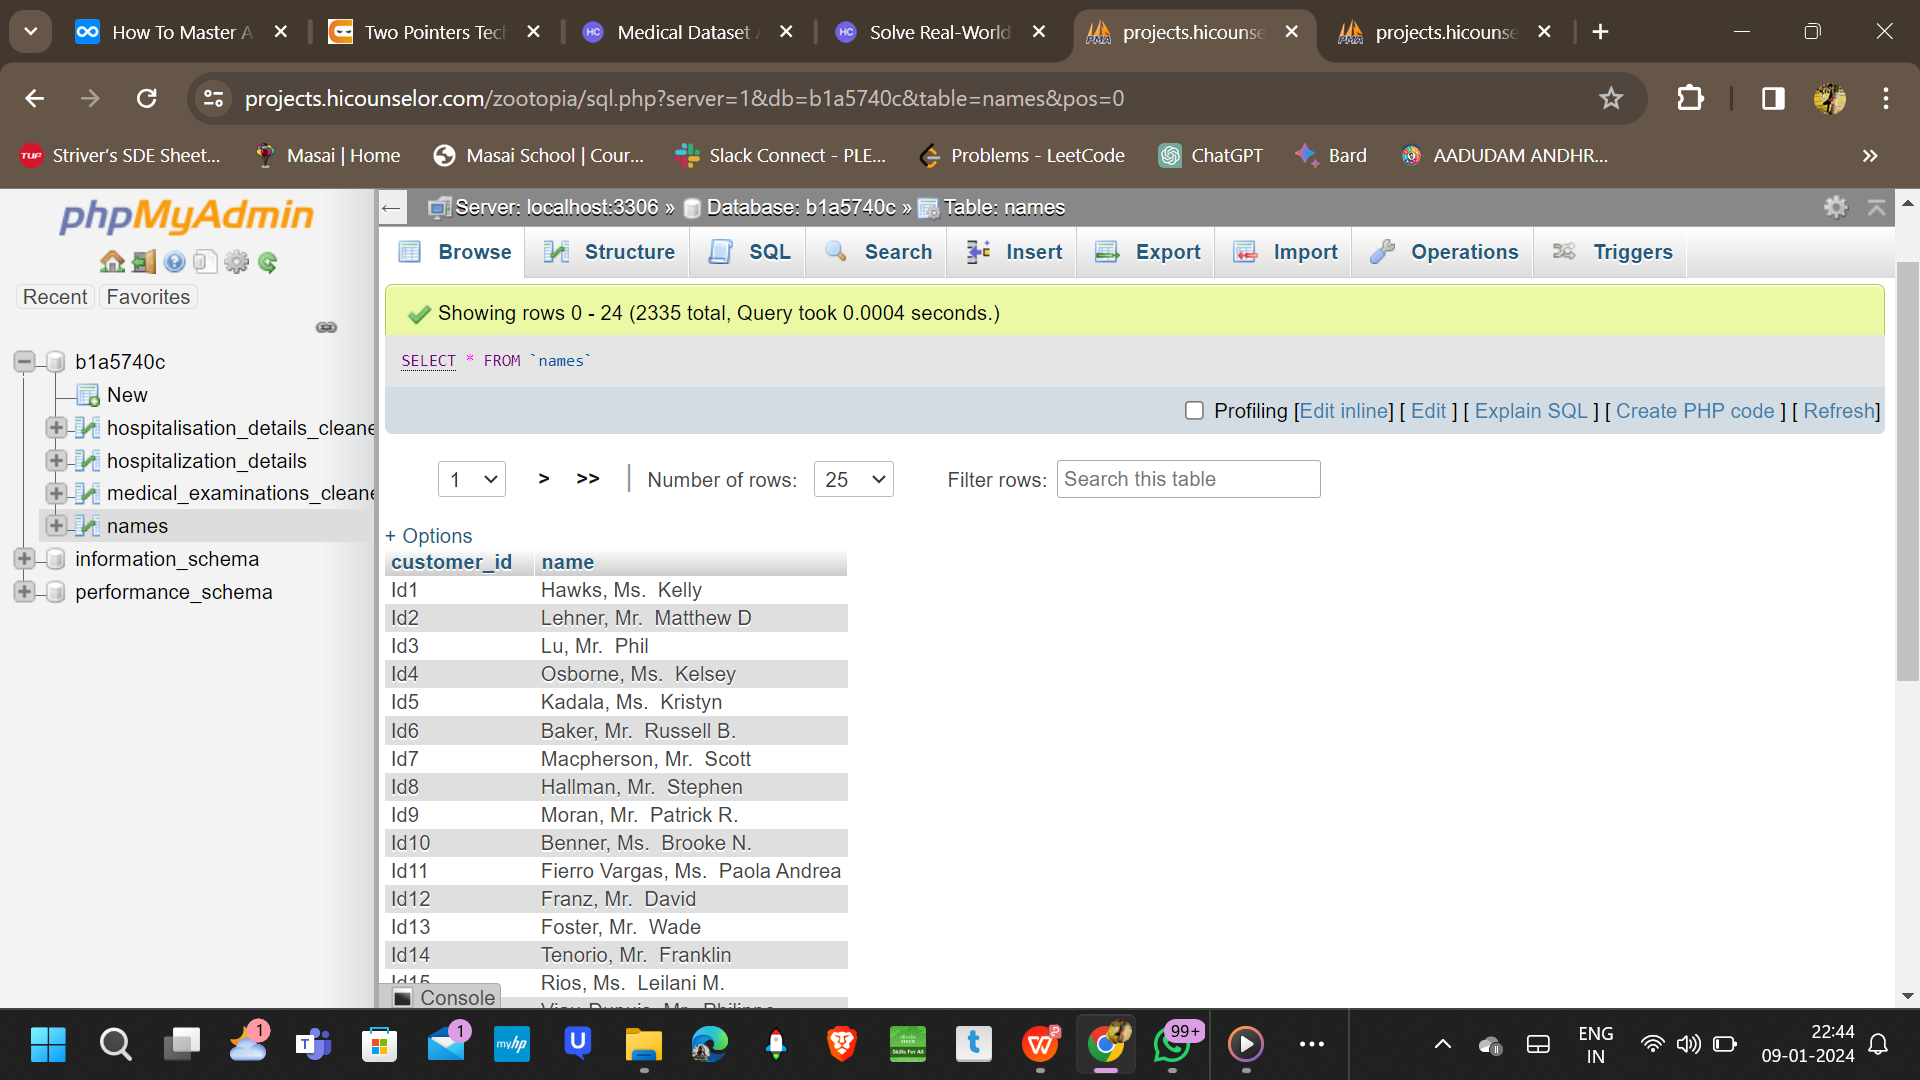 How To Master A
Two Pointers Tec
Medical Dataset
Solve Real-World
projects.hicounse
projects.hicounse
projects.hicounselor.com/zootopia/sql.php?server=1&db=b1a5740c&table=names&pos=0
TUF Striver's SDE Sheet...
Masai | Home
Masai School | Cour...
Slack Connect - PLE...
Problems - LeetCode
ChatGPT
Bard
AADUDAM ANDHR...
phpMyAdmin
Recent Favorites
b1a5740c
New
hospitalisation_details_cleane
hospitalization_details
medical_examinations_cleane
names
information_schema
performance_schema
Server: localhost:3306 » Database: b1a5740c » Table: names
Browse Structure SQL Search Insert Export Import Operations Triggers
Showing rows 0 - 24 (2335 total, Query took 0.0004 seconds.)
SELECT * FROM `names`
Profiling [Edit inline] [ Edit ] [ Explain SQL ] [ Create PHP code ] [ Refresh]
1 > >> | Number of rows: 25 Filter rows: Search this table
+ Options
customer_id name
Id1 Hawks, Ms.  Kelly
Id2 Lehner, Mr.  Matthew D
Id3 Lu, Mr.  Phil
Id4 Osborne, Ms.  Kelsey
Id5 Kadala, Ms.  Kristyn
Id6 Baker, Mr.  Russell B.
Id7 Macpherson, Mr.  Scott
Id8 Hallman, Mr.  Stephen
Id9 Moran, Mr.  Patrick R.
Id10 Benner, Ms.  Brooke N.
Id11 Fierro Vargas, Ms.  Paola Andrea
Id12 Franz, Mr.  David
Id13 Foster, Mr.  Wade
Id14 Tenorio, Mr.  Franklin
Id15 Rios, Ms.  Leilani M.
Console
1
1
myhp
Skills For All
99+
ENG
IN
22:44
09-01-2024